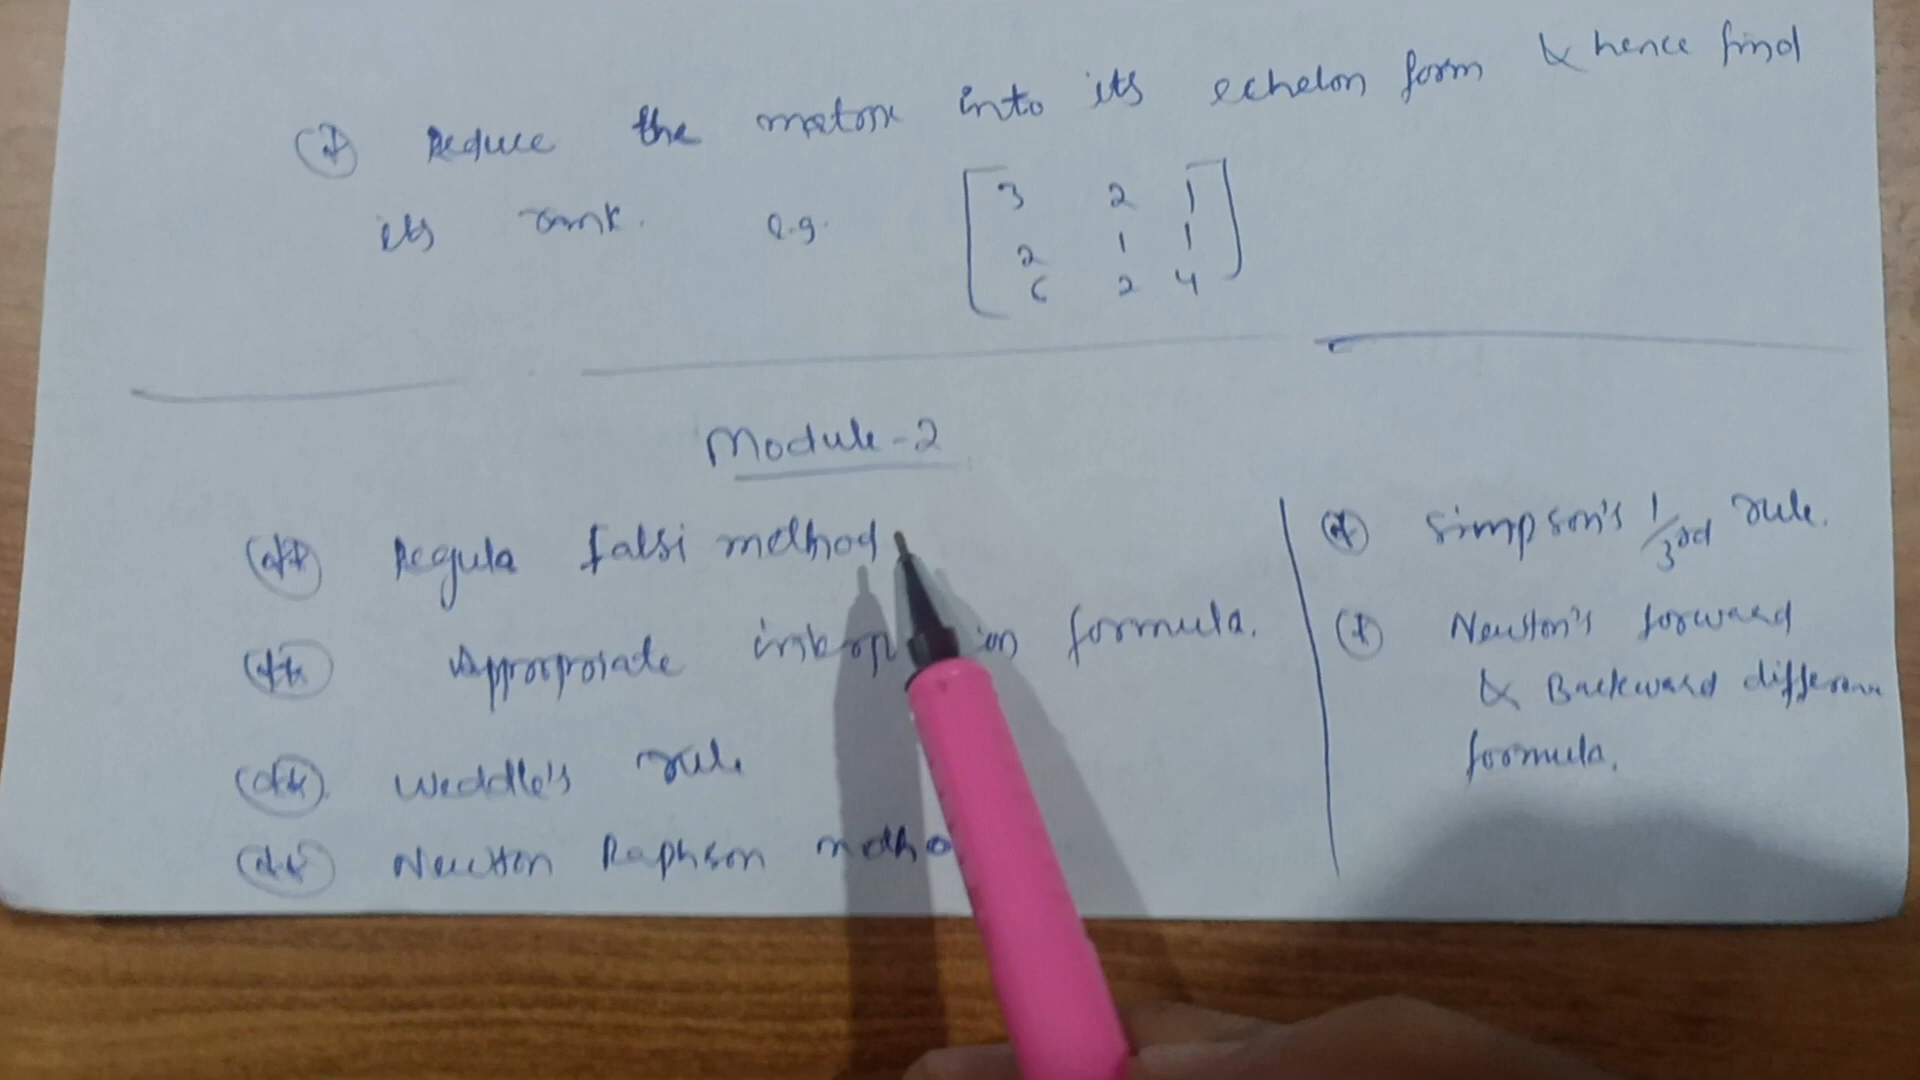 (*) Reduce the matrix into its echelon form & hence find
its rank. e.g. [3 2 1
2 1 1
6 2 4]
Module-2
(**) Regula falsi method
(**) Appropriate formula.
(**) Weddle's rule
(**) Newton Raphson
(*) Simpson's 1/3rd rule.
(*) Newton's forward
& Backward difference
formula.